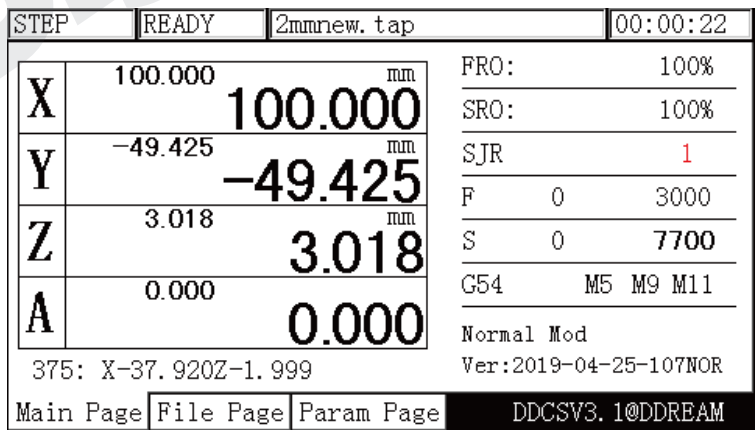 STEP READY 2mmnew.tap 00:00:22
X 100.000 mm 100.000
Y -49.425 mm -49.425
Z 3.018 mm 3.018
A 0.000 0.000
375: X-37.920Z-1.999
FRO: 100%
SRO: 100%
SJR 1
F 0 3000
S 0 7700
G54 M5 M9 M11
Normal Mod
Ver:2019-04-25-107NOR
Main Page File Page Param Page DDCSV3.1@DDREAM